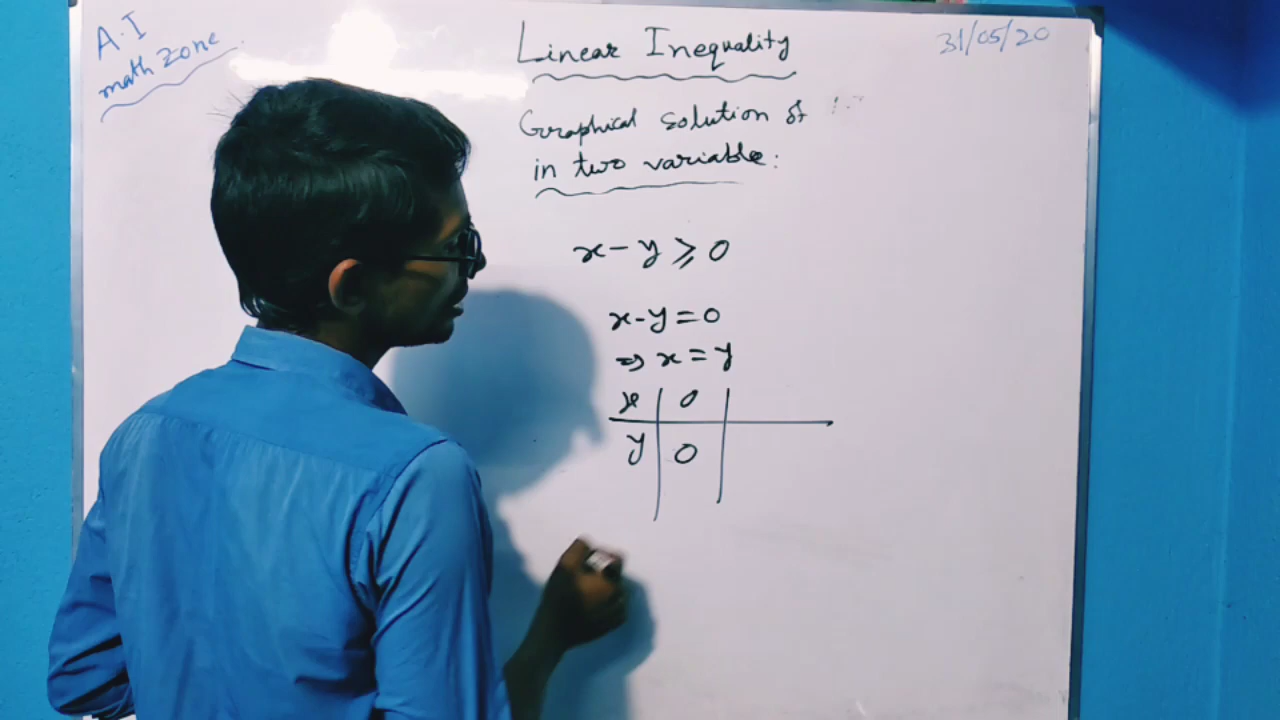 A.I
math zone
Linear Inequality
31/05/20
Graphical solution of
in two variable:
x - y ⩾ 0
x - y = 0
⇒ x = y
x 0
y 0